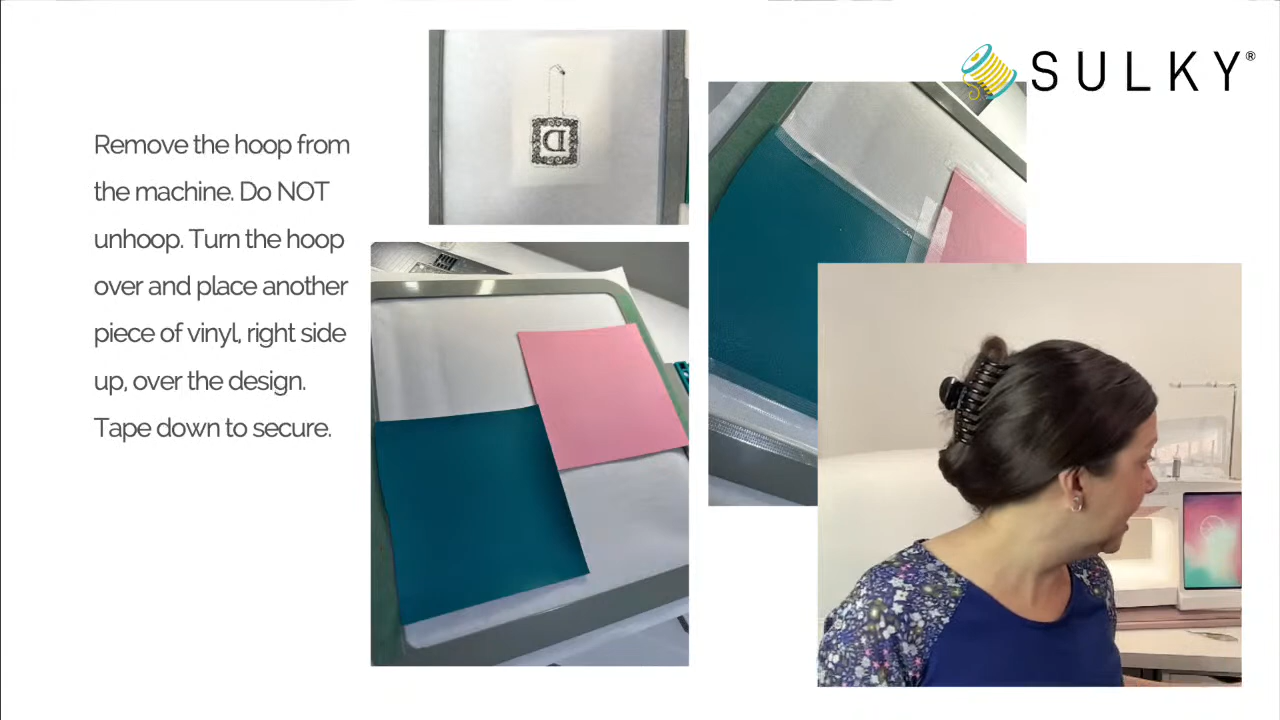 SULKY®
Remove the hoop from
the machine. Do NOT
unhoop. Turn the hoop
over and place another
piece of vinyl, right side
up, over the design.
Tape down to secure.
D